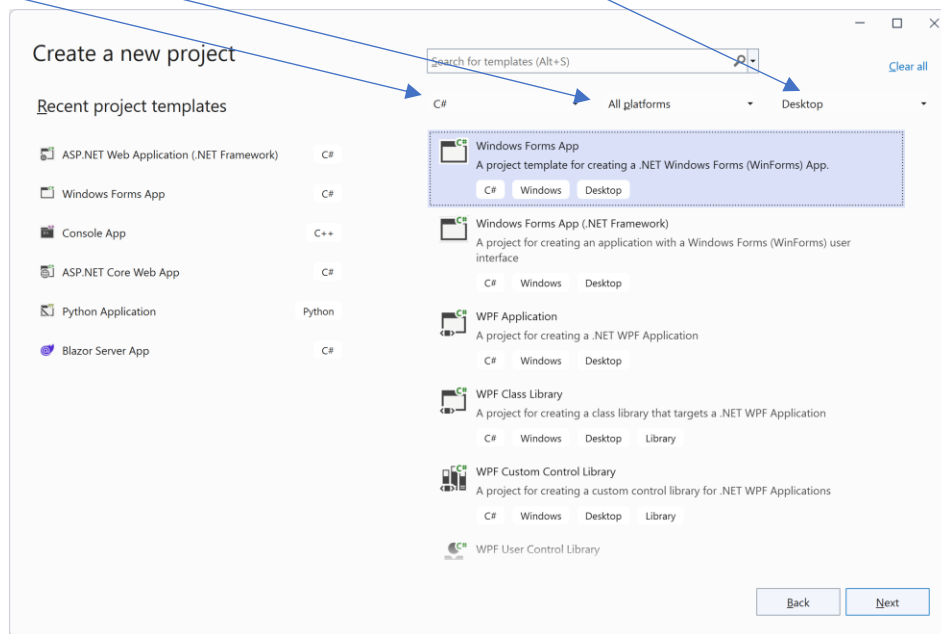 Create a new project
Search for templates (Alt+S)
Clear all
Recent project templates
C#
All platforms
Desktop
ASP.NET Web Application (.NET Framework) C#
Windows Forms App C#
Console App C++
ASP.NET Core Web App C#
Python Application Python
Blazor Server App C#
C#
Windows Forms App
A project template for creating a .NET Windows Forms (WinForms) App.
C# Windows Desktop
C#
Windows Forms App (.NET Framework)
A project for creating an application with a Windows Forms (WinForms) user
interface
C# Windows Desktop
C#
WPF Application
A project for creating a .NET WPF Application
C# Windows Desktop
C#
WPF Class Library
A project for creating a class library that targets a .NET WPF Application
C# Windows Desktop Library
C#
WPF Custom Control Library
A project for creating a custom control library for .NET WPF Applications
C# Windows Desktop Library
C#
WPF User Control Library
Back Next